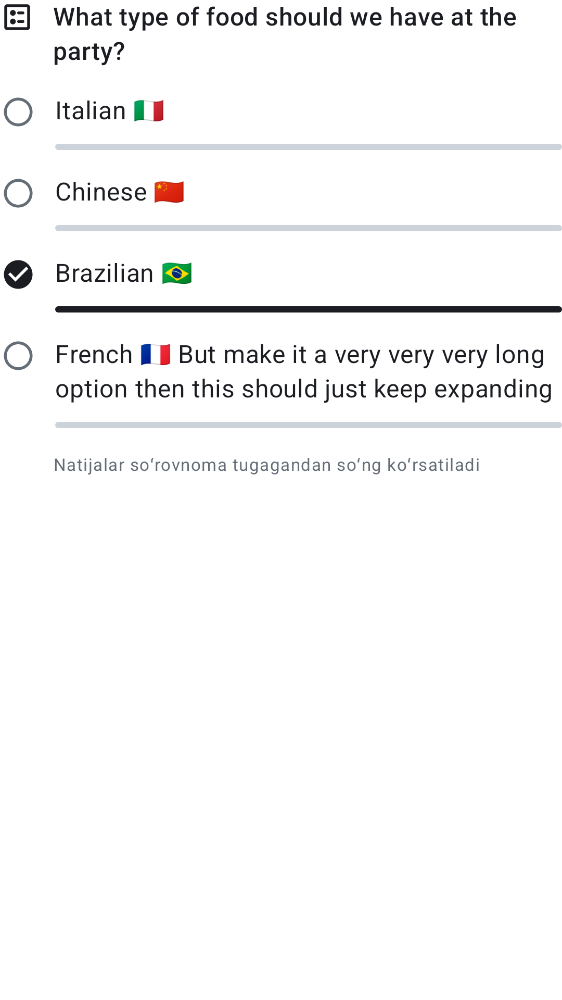 What type of food should we have at the
party?
Italian 🇮🇹
Chinese 🇨🇳
Brazilian 🇧🇷
French 🇫🇷 But make it a very very very long
option then this should just keep expanding
Natijalar soʻrovnoma tugagandan soʻng koʻrsatiladi